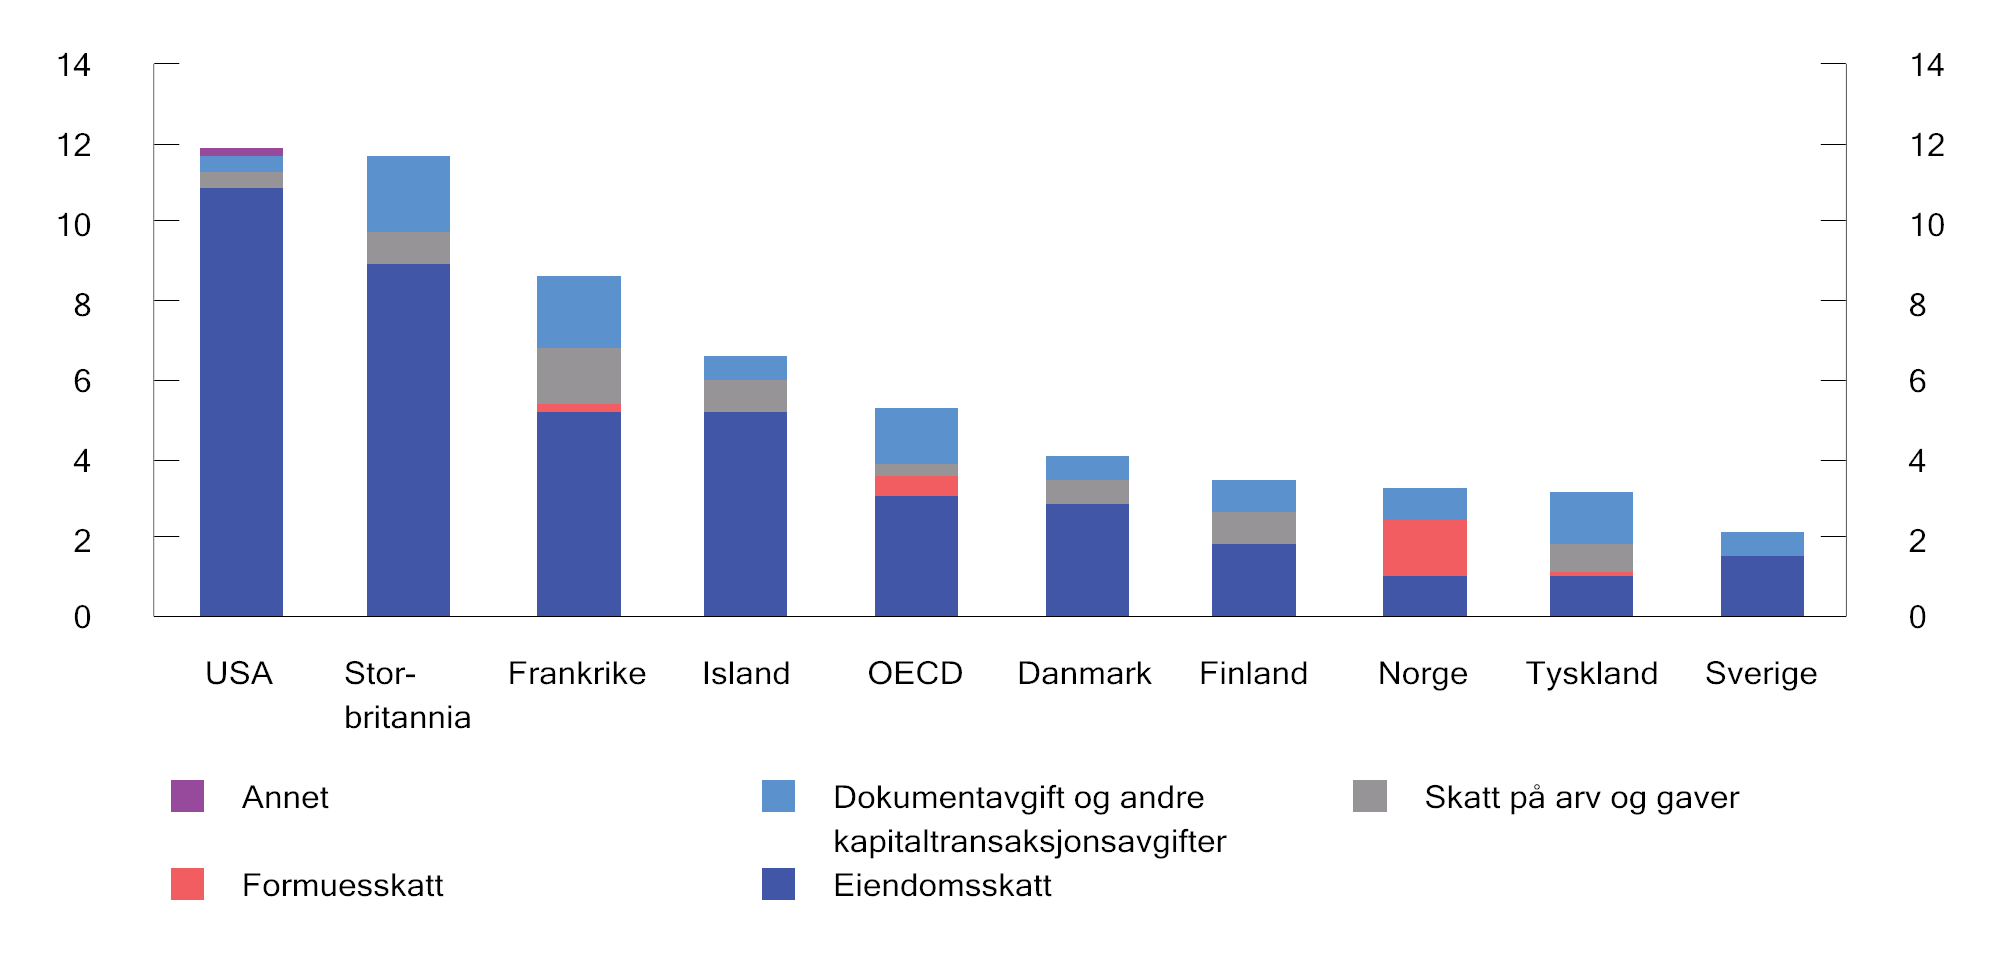 14 14
12 12
10 10
8 8
6 6
4 4
2 2
0 0
USA Stor- Frankrike Island OECD Danmark Finland Norge Tyskland Sverige
britannia
Annet Dokumentavgift og andre Skatt på arv og gaver
kapitaltransaksjonsavgifter
Formuesskatt Eiendomsskatt